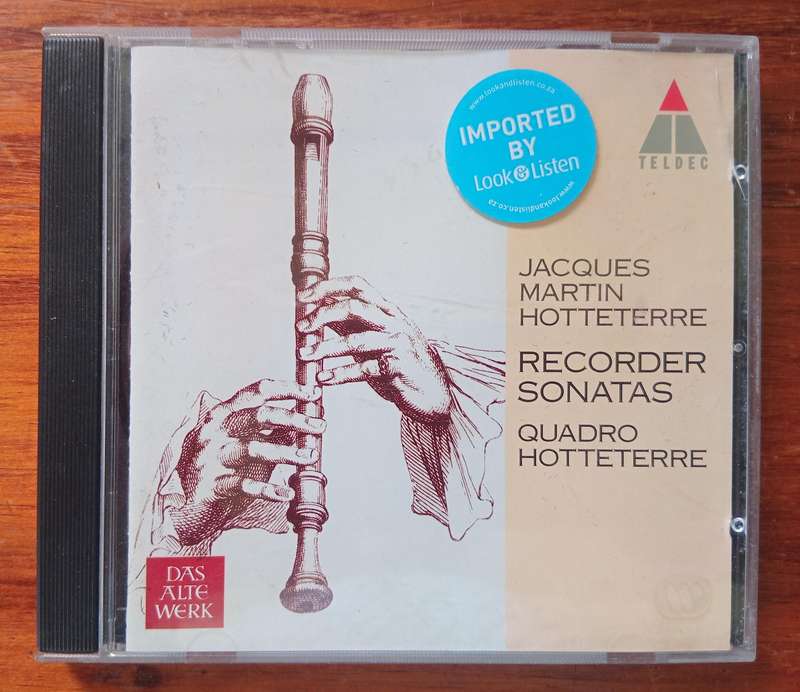 www.lookandlisten.co.za
IMPORTED
BY
Look&Listen
www.lookandlisten.co.za
TELDEC
JACQUES
MARTIN
HOTTETERRE
RECORDER
SONATAS
QUADRO
HOTTETERRE
DAS
ALTE
WERK